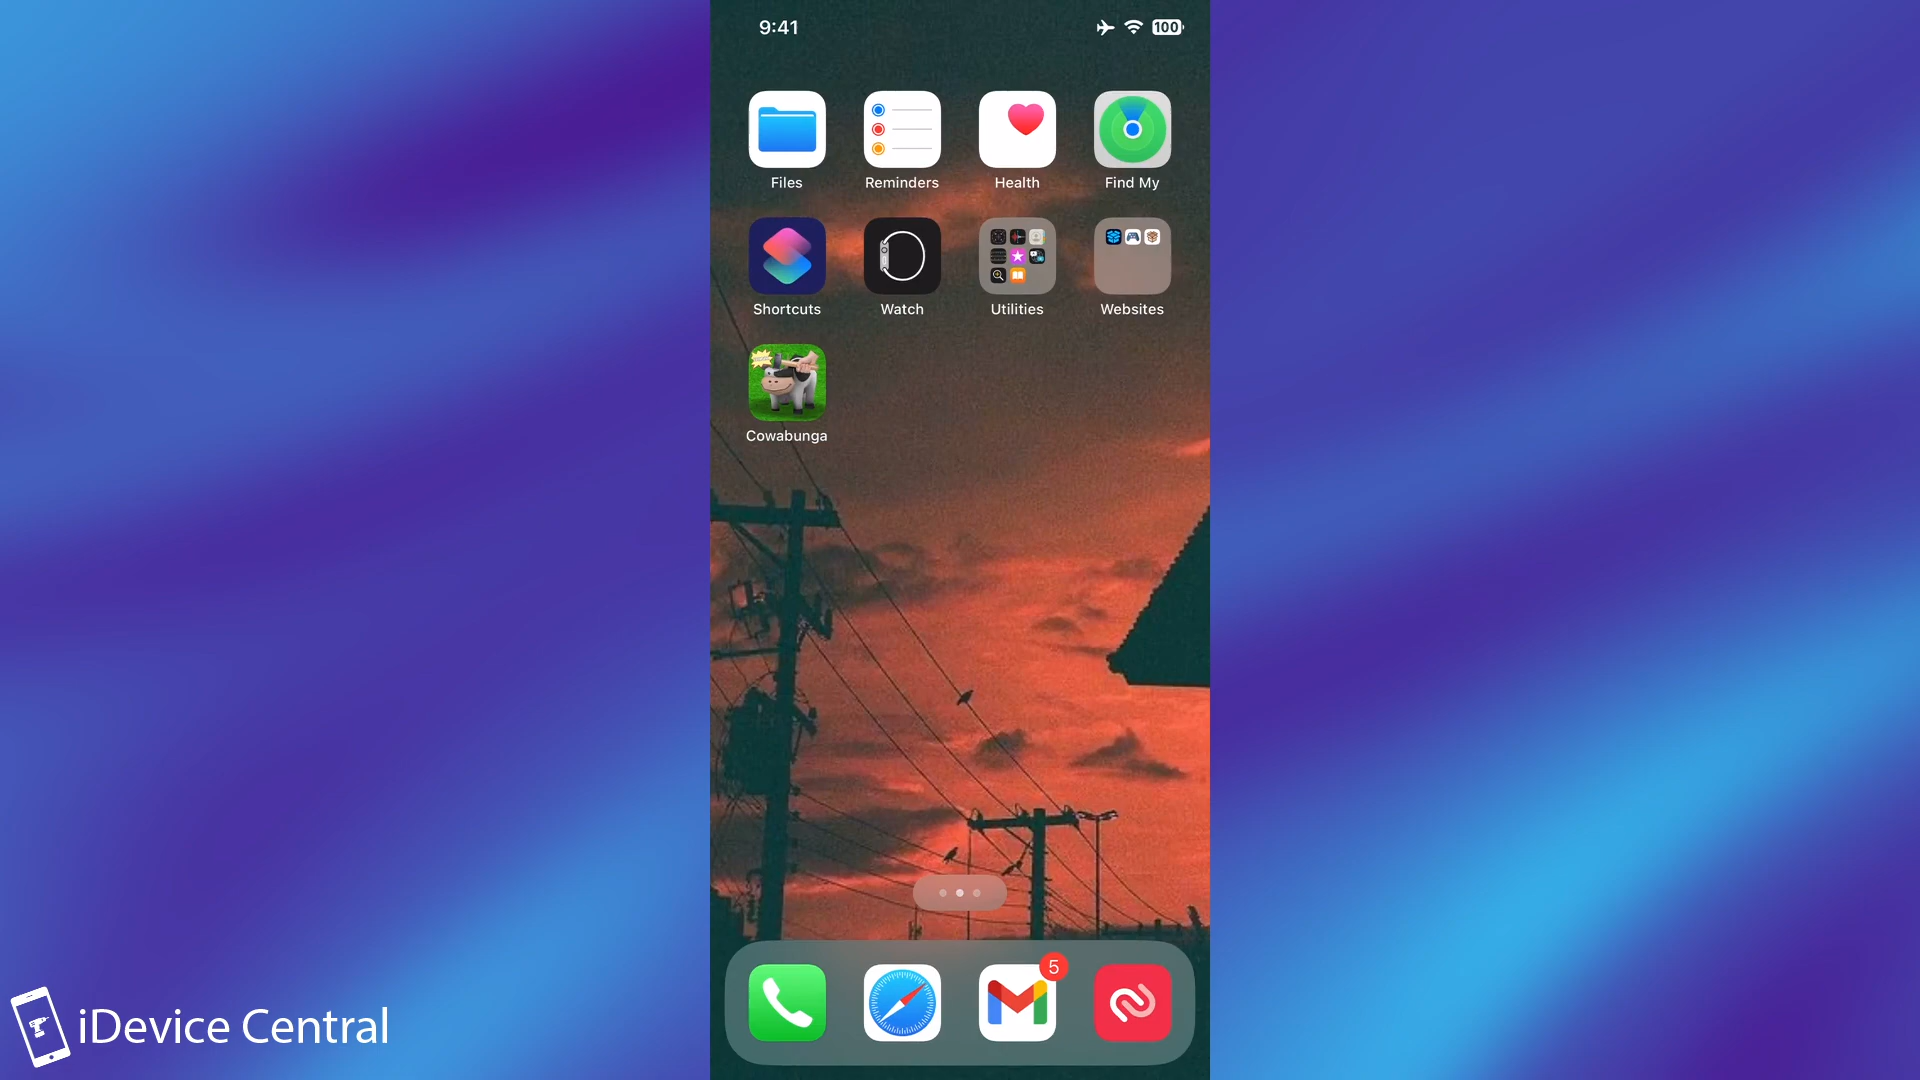 9:41
100
Files
Reminders
Health
Find My
Shortcuts
Watch
Utilities
Websites
Cowabunga
5
iDevice Central